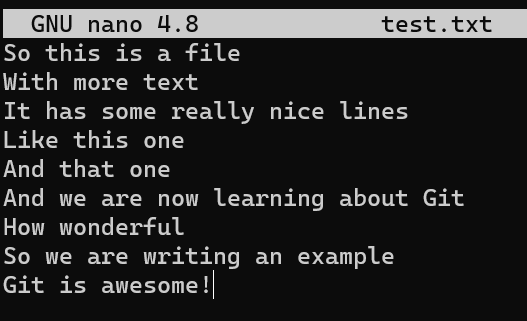 GNU nano 4.8 test.txt
So this is a file
With more text
It has some really nice lines
Like this one
And that one
And we are now learning about Git
How wonderful
So we are writing an example
Git is awesome!